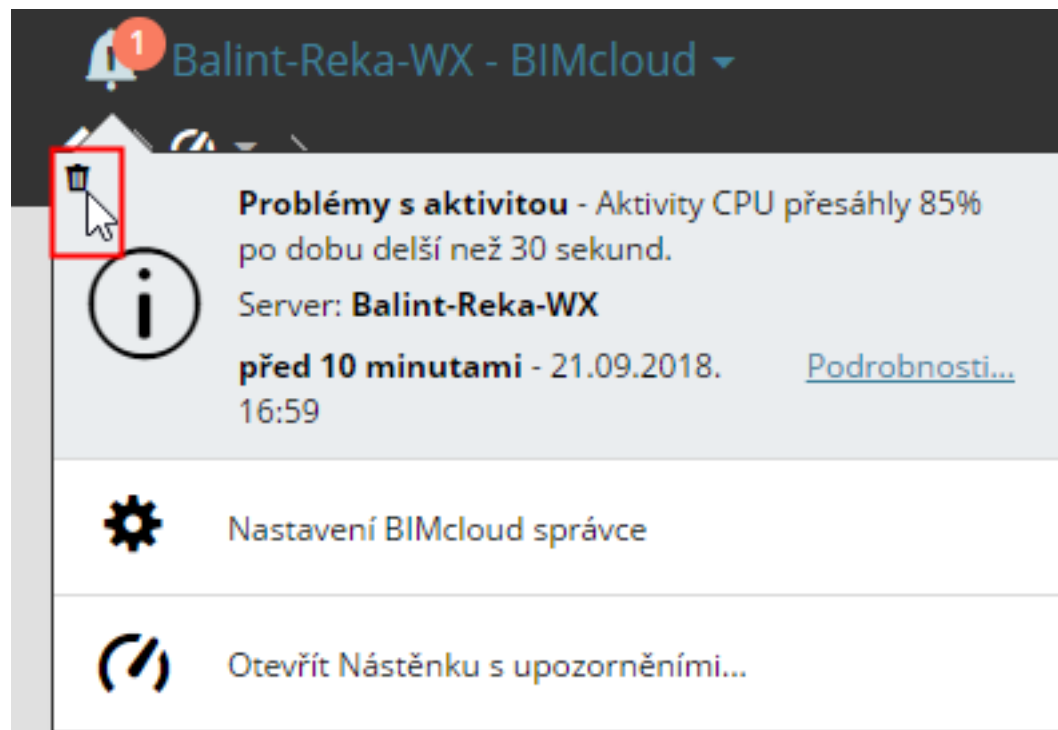 1 Balint-Reka-WX - BIMcloud
Problémy s aktivitou - Aktivity CPU přesáhly 85%
po dobu delší než 30 sekund.
Server: Balint-Reka-WX
před 10 minutami - 21.09.2018. Podrobnosti...
16:59
Nastavení BIMcloud správce
Otevřít Nástěnku s upozorněními...